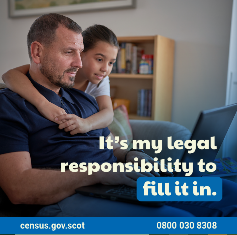 It's my legal
responsibility to
fill it in.
census.gov.scot
0800 030 8308